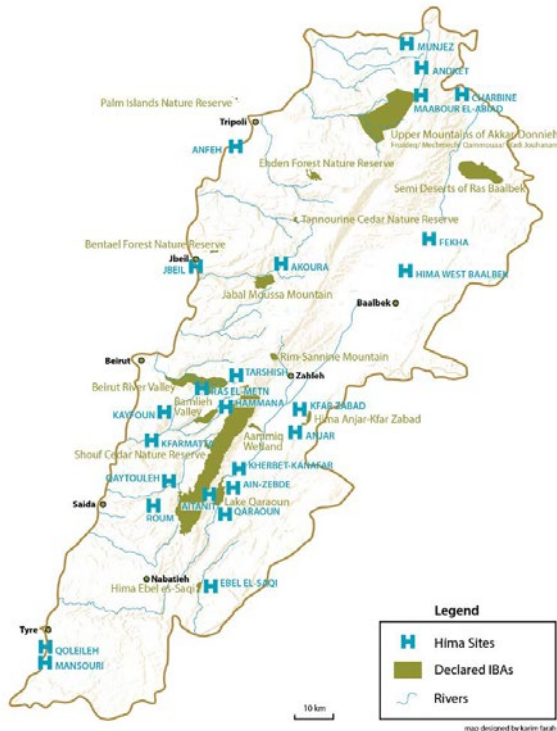 MUNJEZ
ANDKET
CHARBINE
MAABOUR EL-ABIAD
Palm Islands Nature Reserve
Tripoli
Upper Mountains of Akkar-Donnieh
ANFEH
Ehden Forest Nature Reserve
Semi Deserts of Ras Baalbek
Tannourine Cedar Nature Reserve
FEKHA
Bentael Forest Nature Reserve
Jbeil
JBEIL
AKOURA
HIMA WEST BAALBEK
Jabal Moussa Mountain
Baalbek
Rim-Sannine Mountain
Beirut
TARSHISH
Zahleh
Beirut River Valley
RAS EL-METN
Ramlieh
Valley
HAMMANA
KFAR ZABAD
KAYFOUN
Hima Anjar-Kfar Zabad
Aammiq
Wetland
ANJAR
KFARMATTA
Shouf Cedar Nature Reserve
KHERBET-KANAFAR
QAYTOULEH
AIN-ZEBDE
Lake Qaraoun
Saida
AITANIT
ROUM
QARAOUN
Nabatieh
Hima Ebel es-Saqi
EBEL EL-SAQI
Tyre
QOLEILEH
MANSOURI
Legend
H Hima Sites
Declared IBAs
Rivers
10 km
map designed by karim farah